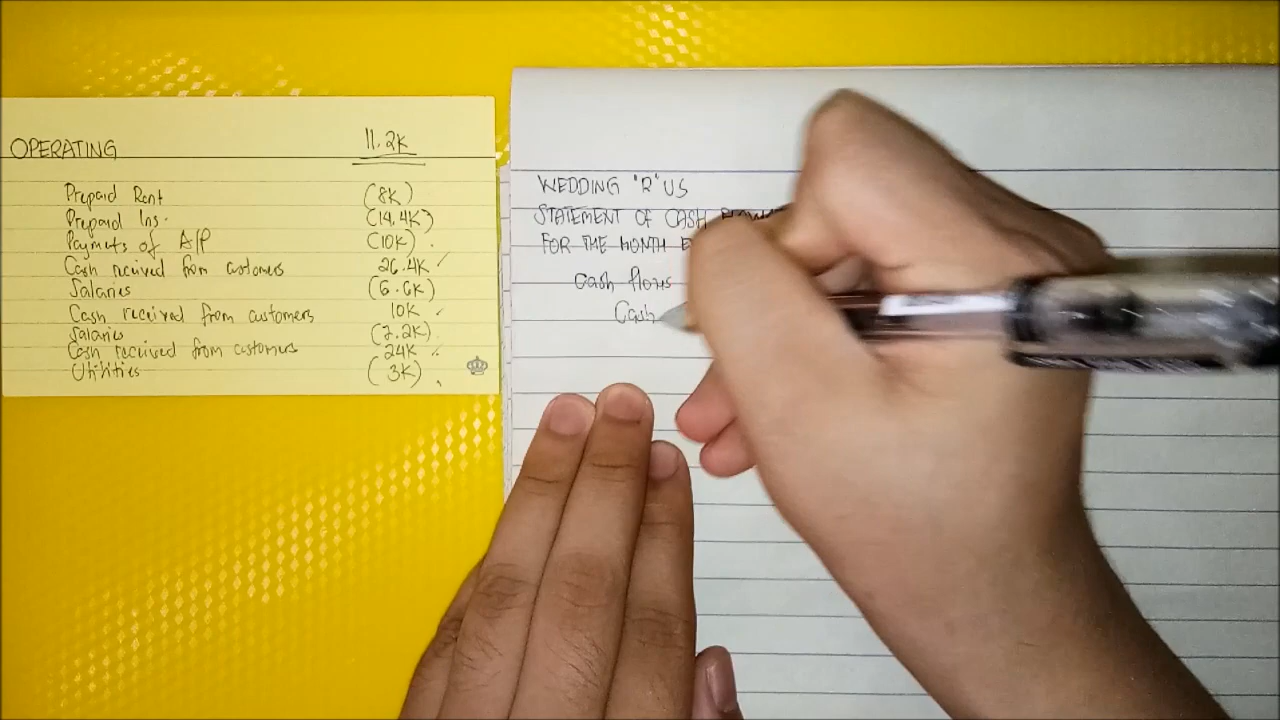 OPERATING 11.2K
Prepaid Rent (8K)
Prepaid Ins. (14.4K)
Payments of A/P (10K)
Cash received from customers 26.4K
Salaries (6.6K)
Cash received from customers 10K
Salaries (7.2K)
Cash received from customers 24K
Utilities (3K)
WEDDING "R" US
STATEMENT OF CASH
FOR THE MONTH
Cash flows
Cash